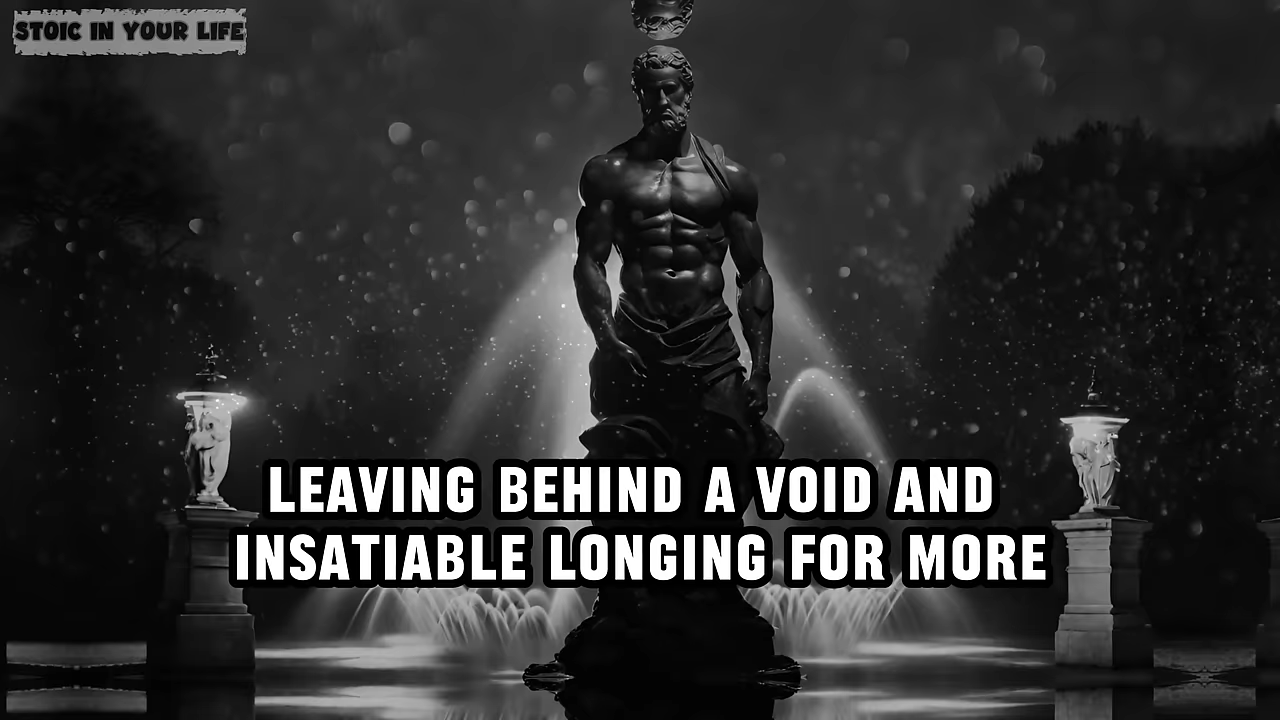 STOIC IN YOUR LIFE
LEAVING BEHIND A VOID AND
INSATIABLE LONGING FOR MORE